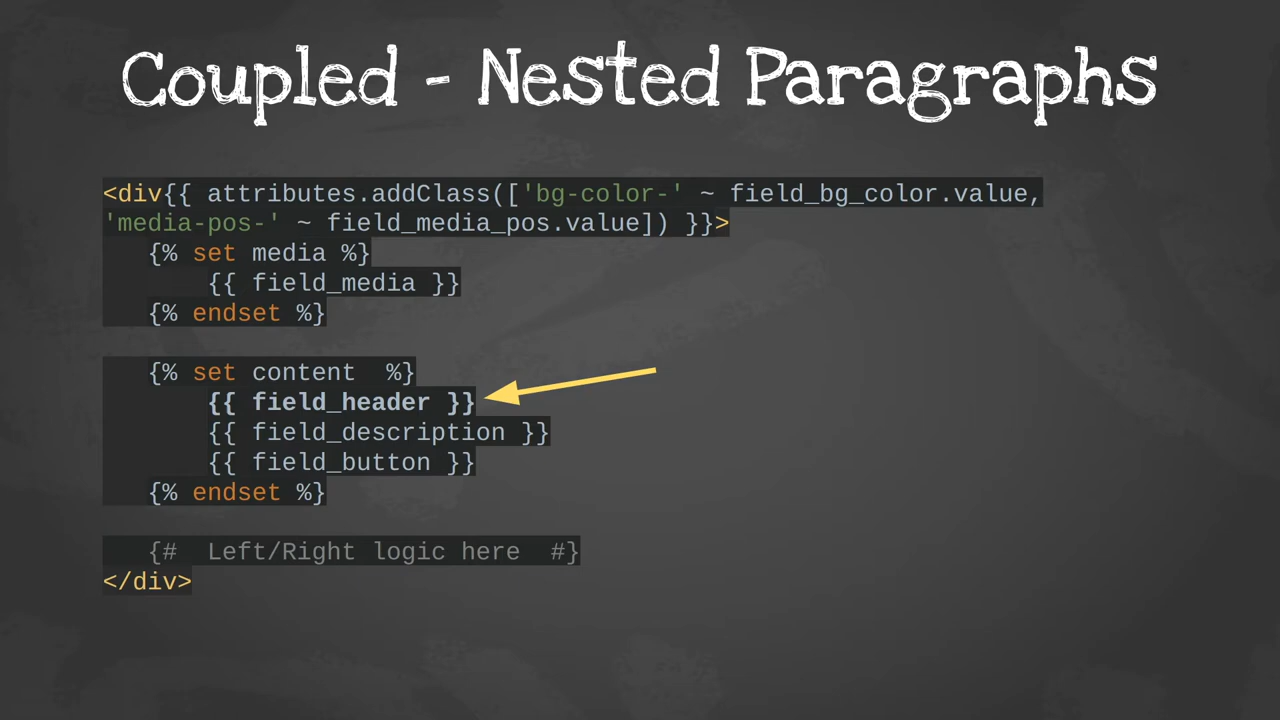 Coupled - Nested Paragraphs
<div{{ attributes.addClass(['bg-color-' ~ field_bg_color.value,
'media-pos-' ~ field_media_pos.value]) }}>
{% set media %}
{{ field_media }}
{% endset %}
{% set content  %}
{{ field_header }}
{{ field_description }}
{{ field_button }}
{% endset %}
{#  Left/Right logic here  #}
</div>